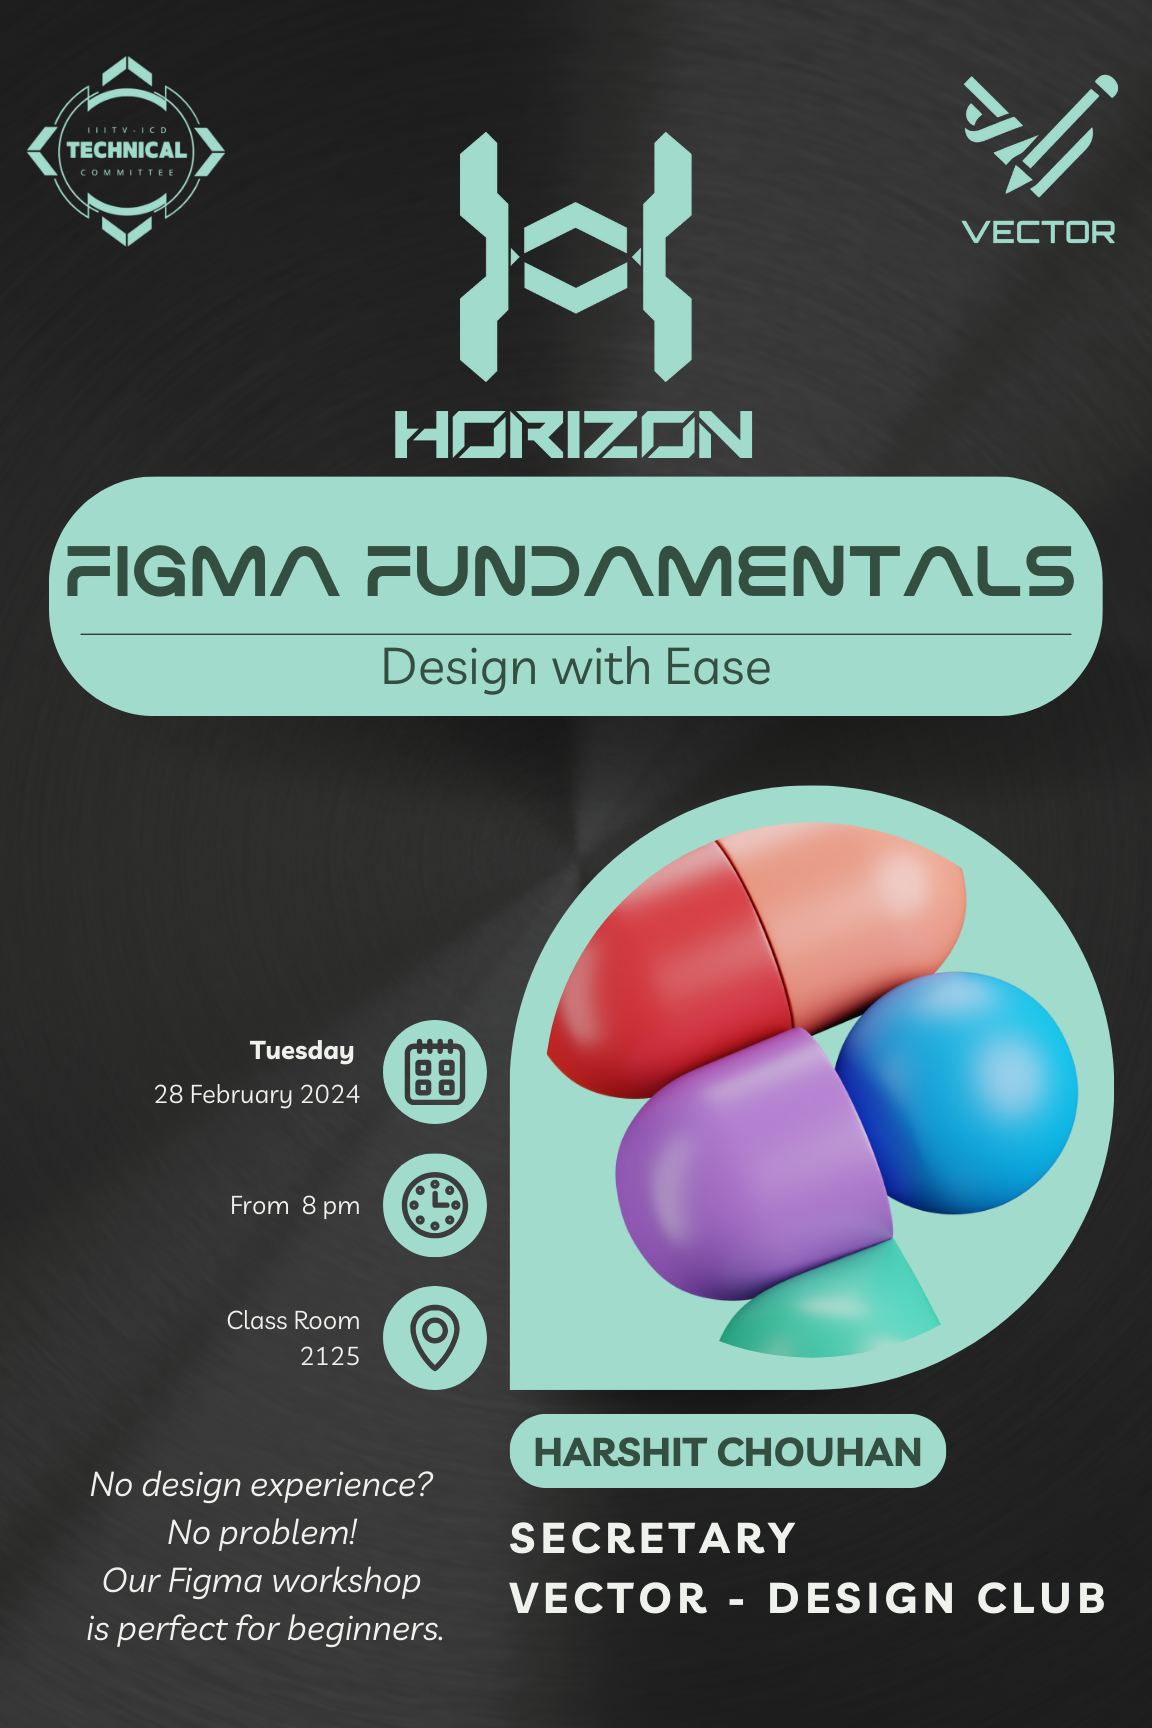 IIITV-ICD
TECHNICAL
COMMITTEE
VECTOR
HORIZON
FIGMA FUNDAMENTALS
Design with Ease
Tuesday
28 February 2024
From 8 pm
Class Room
2125
HARSHIT CHOUHAN
SECRETARY
VECTOR - DESIGN CLUB
No design experience?
No problem!
Our Figma workshop
is perfect for beginners.